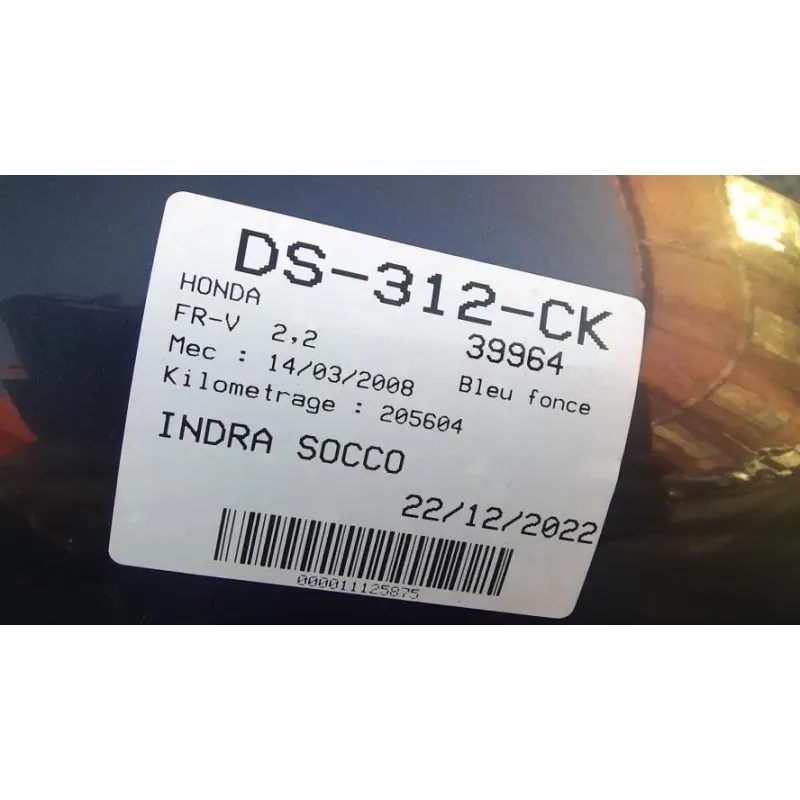 DS-312-CK
HONDA
39964
FR-V 2,2
Mec : 14/03/2008 Bleu fonce
Kilometrage : 205604
INDRA SOCCO
22/12/2022
000011125875